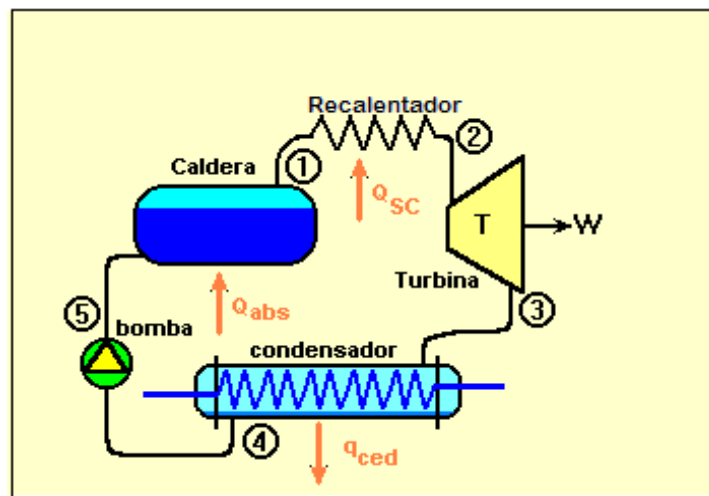 Recalentador
Caldera
1
2
Q_SC
T
W
Turbina
3
Q_abs
5
bomba
condensador
4
q_ced